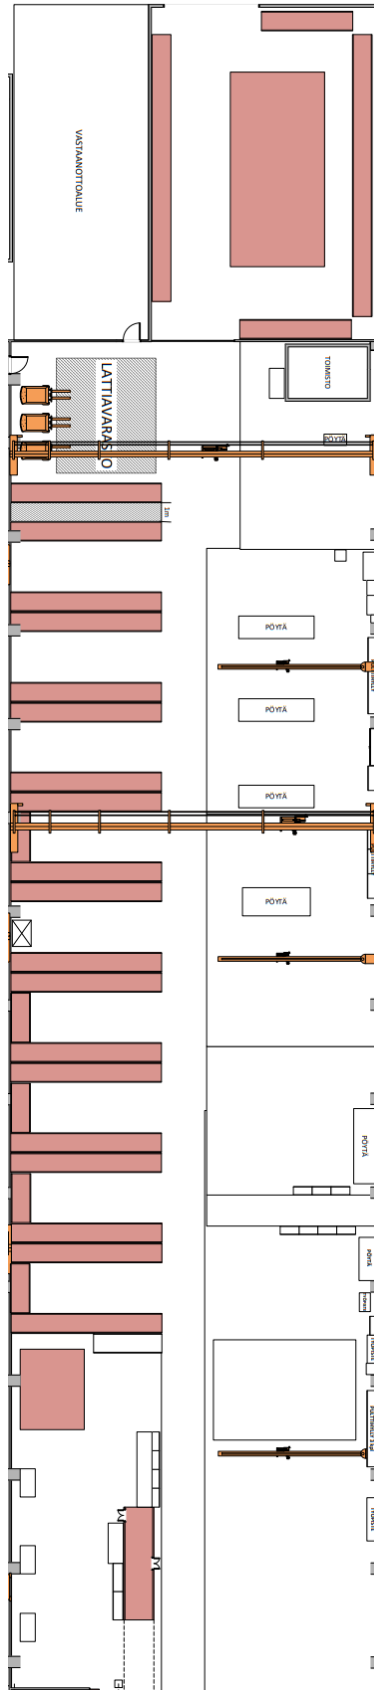 VASTAANOTTOALUE
TOIMISTO
LATTIAVARASTO
PÖYTÄ
1m
PÖYTÄ
PÖYTÄ
PÖYTÄ
PÖYTÄ
PÖYTÄ
PÖYTÄ